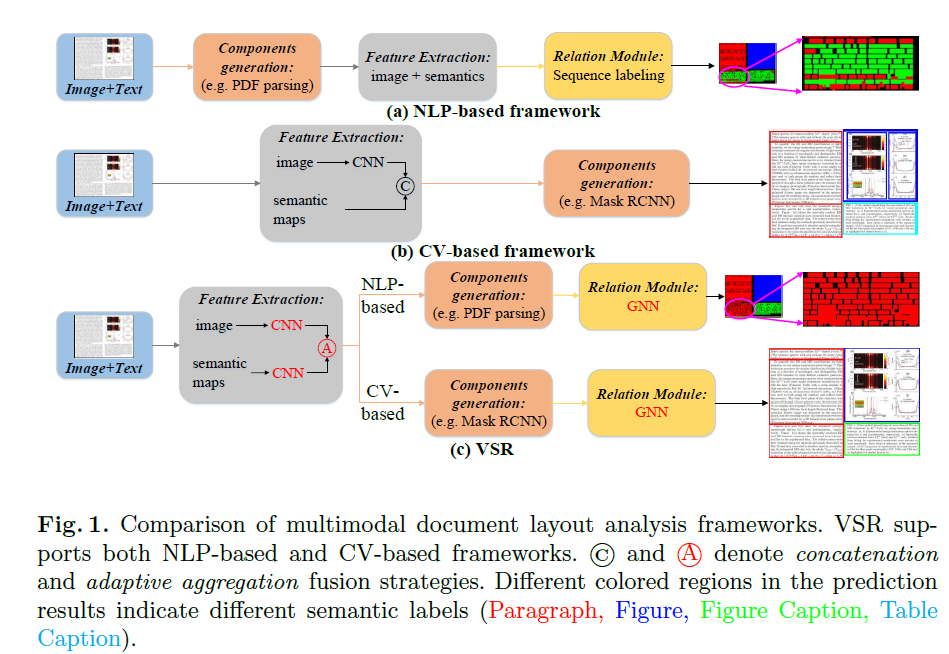 Components
generation:
(e.g. PDF parsing)
Feature Extraction:
image + semantics
Relation Module:
Sequence labeling
Image+Text
(a) NLP-based framework
Feature Extraction:
image
CNN
C
semantic
maps
Components
generation:
(e.g. Mask RCNN)
Image+Text
(b) CV-based framework
Feature Extraction:
image
CNN
A
semantic
maps
CNN
Image+Text
NLP-
based
Components
generation:
(e.g. PDF parsing)
Relation Module:
GNN
CV-
based
Components
generation:
(e.g. Mask RCNN)
Relation Module:
GNN
(c) VSR
Fig. 1. Comparison of multimodal document layout analysis frameworks. VSR sup-
ports both NLP-based and CV-based frameworks. Ⓒ and Ⓐ denote concatenation
and adaptive aggregation fusion strategies. Different colored regions in the prediction
results indicate different semantic labels (Paragraph, Figure, Figure Caption, Table
Caption).